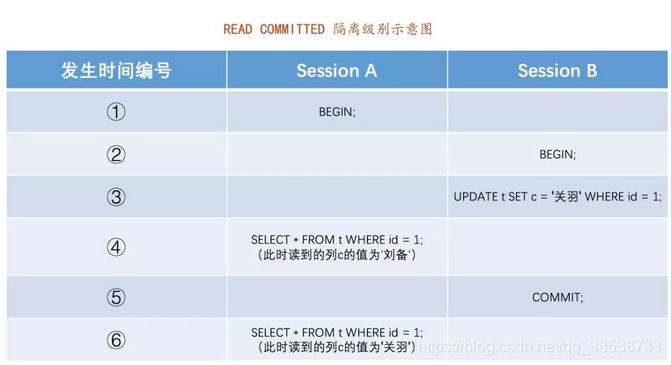 READ COMMITTED 隔离级别示意图
发生时间编号 Session A Session B
① BEGIN;
② BEGIN;
③ UPDATE t SET c = '关羽' WHERE id = 1;
④ SELECT * FROM t WHERE id = 1;
（此时读到的列c的值为'刘备'）
⑤ COMMIT;
⑥ SELECT * FROM t WHERE id = 1;
（此时读到的列c的值为'关羽'）
https://blog.csdn.net/qq_38538733